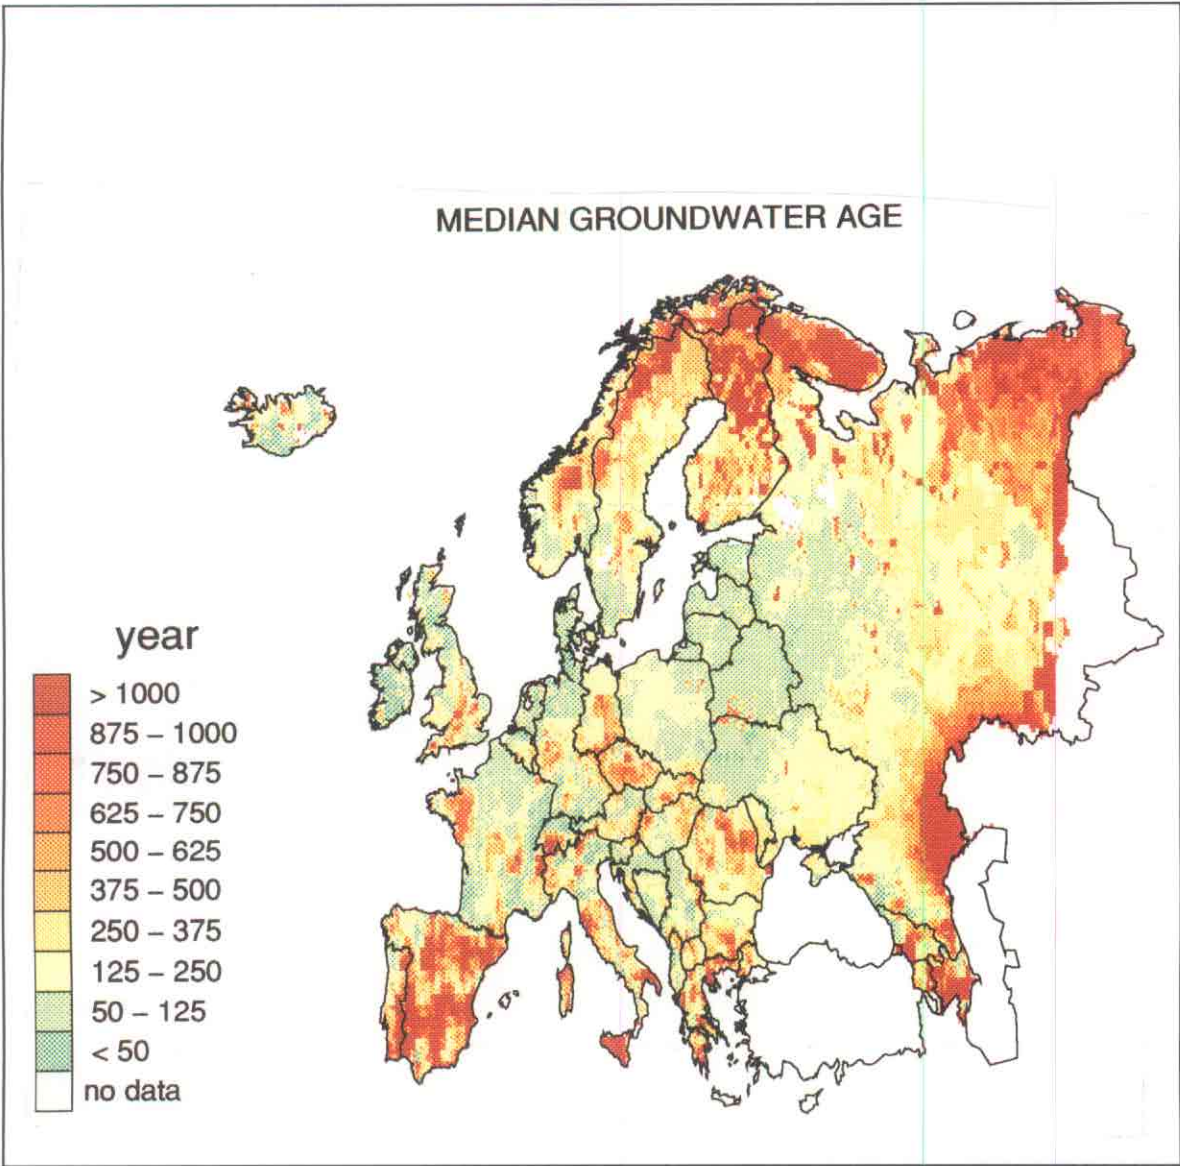 MEDIAN GROUNDWATER AGE
year
> 1000
875 – 1000
750 – 875
625 – 750
500 – 625
375 – 500
250 – 375
125 – 250
50 – 125
< 50
no data